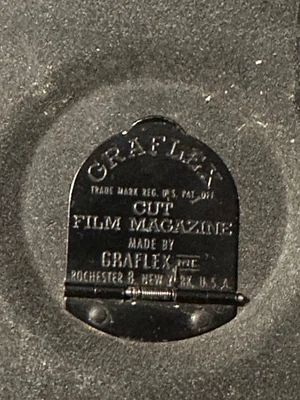 GRAFLEX
TRADE MARK REG. U.S. PAT. OFF.
CUT
FILM MAGAZINE
MADE BY
GRAFLEX, INC.
ROCHESTER 8, NEW YORK, U.S.A.